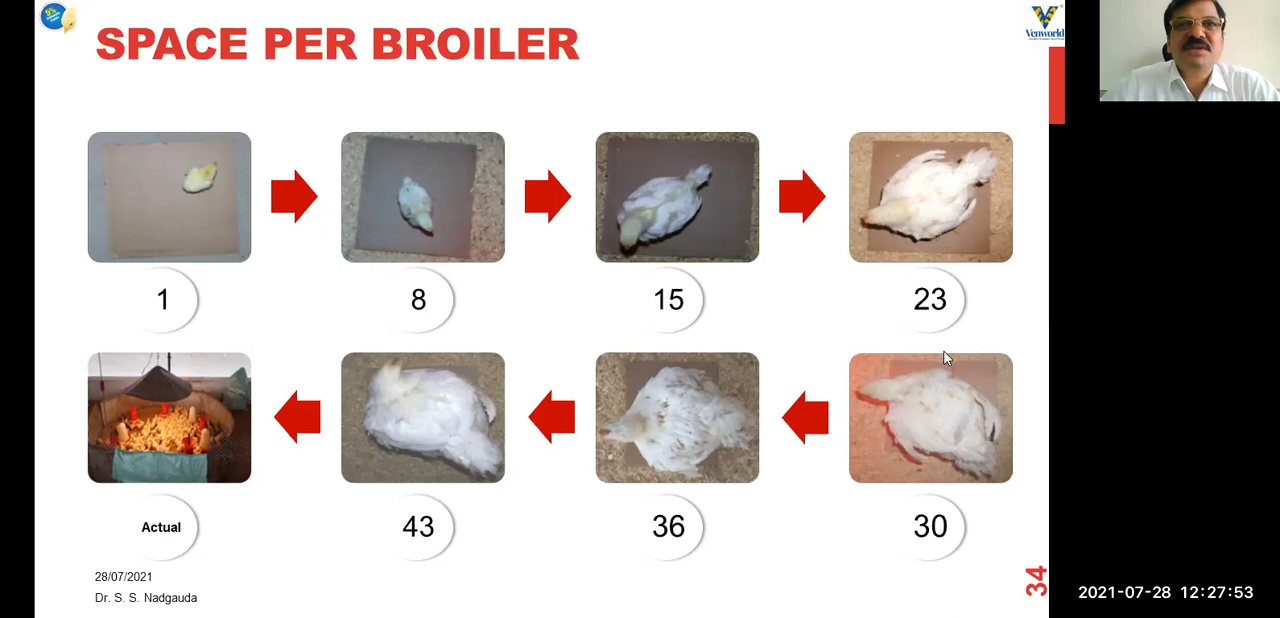 5%
Venworld
SPACE PER BROILER
1
8
15
23
Actual
43
36
30
28/07/2021
Dr. S. S. Nadgauda
34
2021-07-28 12:27:53